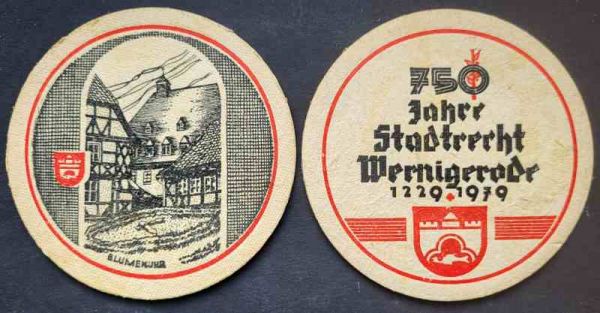 BLUMENUHR
750
Jahre
Stadtrecht
Wernigerode
1229·1979